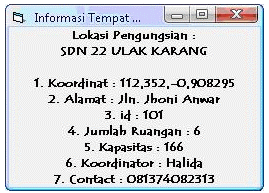 Informasi Tempat ...
Lokasi Pengungsian :
SDN 22 ULAK KARANG
1. Koordinat : 112,352,-0,908295
2. Alamat : Jln. Jhoni Anwar
3. id : 101
4. Jumlah Ruangan : 6
5. Kapasitas : 166
6. Koordinator : Halida
7. Contact : 081374082313